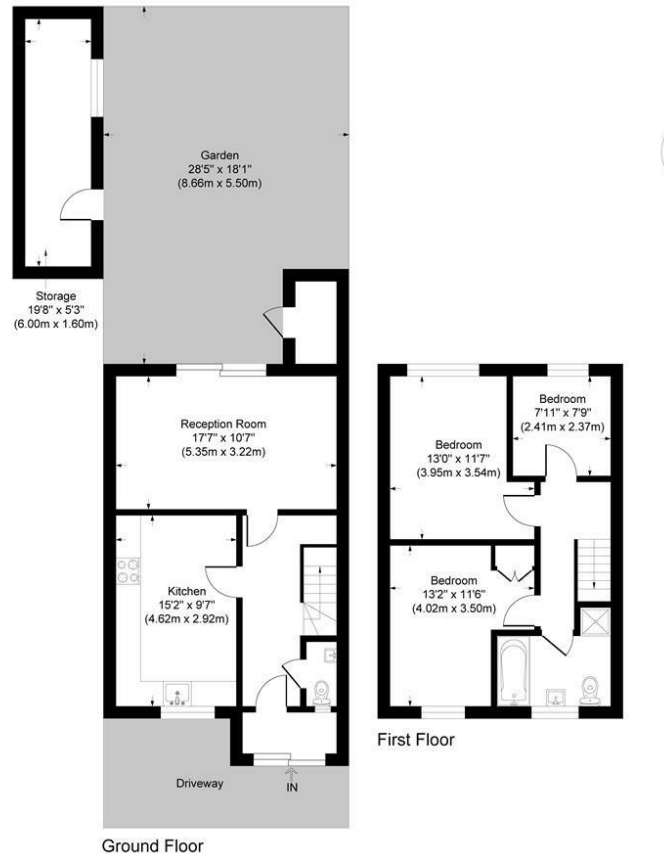 Garden
28'5" x 18'1"
(8.66m x 5.50m)
Storage
19'8" x 5'3"
(6.00m x 1.60m)
Reception Room
17'7" x 10'7"
(5.35m x 3.22m)
Kitchen
15'2" x 9'7"
(4.62m x 2.92m)
Driveway
IN
Ground Floor
Bedroom
7'11" x 7'9"
(2.41m x 2.37m)
Bedroom
13'0" x 11'7"
(3.95m x 3.54m)
Bedroom
13'2" x 11'6"
(4.02m x 3.50m)
First Floor